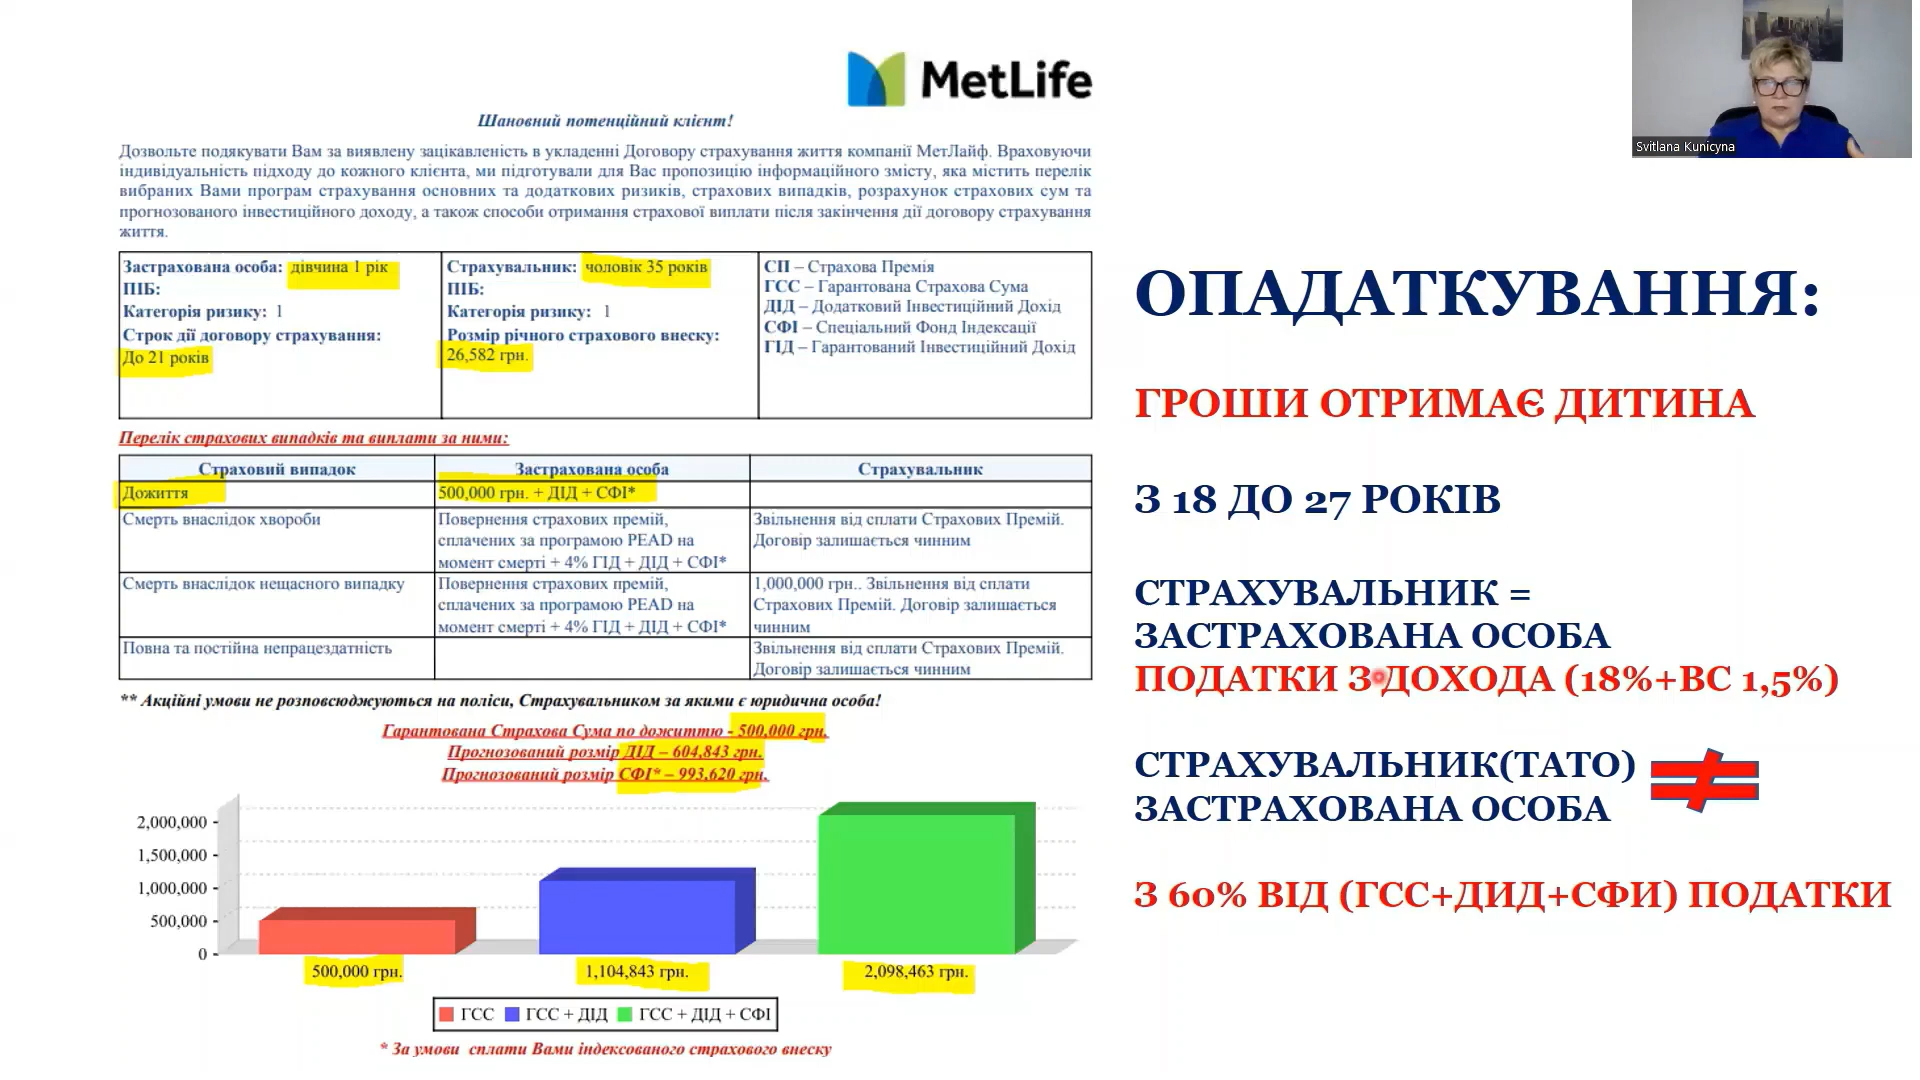 MetLife
Svitlana Kunicyna
Шановний потенційний клієнт!
Дозвольте подякувати Вам за виявлену зацікавленість в укладенні Договору страхування життя компанії МетЛайф. Враховуючи
індивідуальність підходу до кожного клієнта, ми підготували для Вас пропозицію інформаційного змісту, яка містить перелік
вибраних Вами програм страхування основних та додаткових ризиків, страхових випадків, розрахунок страхових сум та
прогнозованого інвестиційного доходу, а також способи отримання страхової виплати після закінчення дії договору страхування
життя.
Застрахована особа: дівчина 1 рік
ПІБ:
Категорія ризику: 1
Строк дії договору страхування:
До 21 років
Страхувальник: чоловік 35 років
ПІБ:
Категорія ризику: 1
Розмір річного страхового внеску:
26,582 грн.
СП – Страхова Премія
ГСС – Гарантована Страхова Сума
ДІД – Додатковий Інвестиційний Дохід
СФІ – Спеціальний Фонд Індексації
ГІД – Гарантований Інвестиційний Дохід
Перелік страхових випадків та виплати за ними:
Страховий випадок
Застрахована особа
Страхувальник
Дожиття
500,000 грн. + ДІД + СФІ*
Смерть внаслідок хвороби
Повернення страхових премій,
сплачених за програмою PEAD на
момент смерті + 4% ГІД + ДІД + СФІ*
Звільнення від сплати Страхових Премій.
Договір залишається чинним
Смерть внаслідок нещасного випадку
Повернення страхових премій,
сплачених за програмою PEAD на
момент смерті + 4% ГІД + ДІД + СФІ*
1,000,000 грн.. Звільнення від сплати
Страхових Премій. Договір залишається
чинним
Повна та постійна непрацездатність
Звільнення від сплати Страхових Премій.
Договір залишається чинним
** Акційні умови не розповсюджуються на поліси, Страхувальником за якими є юридична особа!
Гарантована Страхова Сума по дожиттю - 500,000 грн.
Прогнозований розмір ДІД – 604,843 грн.
Прогнозований розмір СФІ* – 993,620 грн.
2,000,000
1,500,000
1,000,000
500,000
0
500,000 грн.
1,104,843 грн.
2,098,463 грн.
ГСС
ГСС + ДІД
ГСС + ДІД + СФІ
* За умови сплати Вами індексованого страхового внеску
ОПАДАТКУВАННЯ:
ГРОШИ ОТРИМАЄ ДИТИНА
З 18 ДО 27 РОКІВ
СТРАХУВАЛЬНИК =
ЗАСТРАХОВАНА ОСОБА
ПОДАТКИ З ДОХОДА (18%+ВС 1,5%)
СТРАХУВАЛЬНИК(ТАТО)
ЗАСТРАХОВАНА ОСОБА
З 60% ВІД (ГСС+ДИД+СФИ) ПОДАТКИ